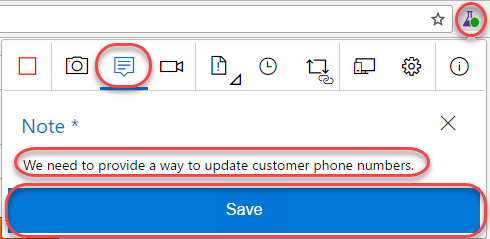 Note *
We need to provide a way to update customer phone numbers.
Save